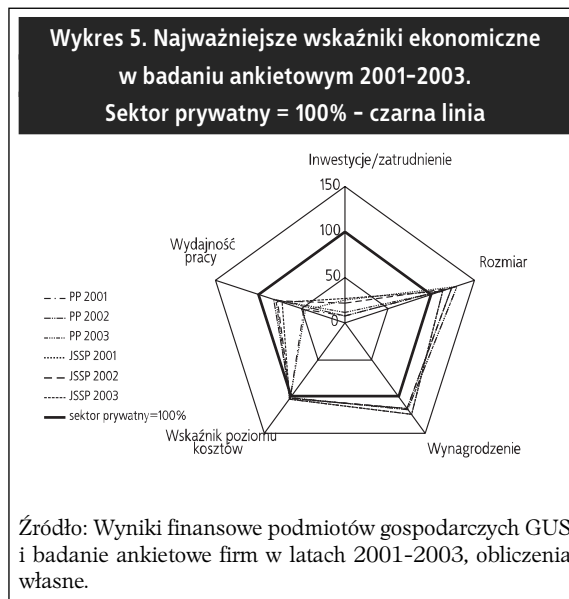 Wykres 5. Najważniejsze wskaźniki ekonomiczne
w badaniu ankietowym 2001-2003.
Sektor prywatny = 100% - czarna linia
Inwestycje/zatrudnienie
150
100
50
0
Wydajność
pracy
Rozmiar
PP 2001
PP 2002
PP 2003
JSSP 2001
JSSP 2002
JSSP 2003
sektor prywatny=100%
Wskaźnik poziomu
kosztów
Wynagrodzenie
Źródło: Wyniki finansowe podmiotów gospodarczych GUS
i badanie ankietowe firm w latach 2001-2003, obliczenia
własne.